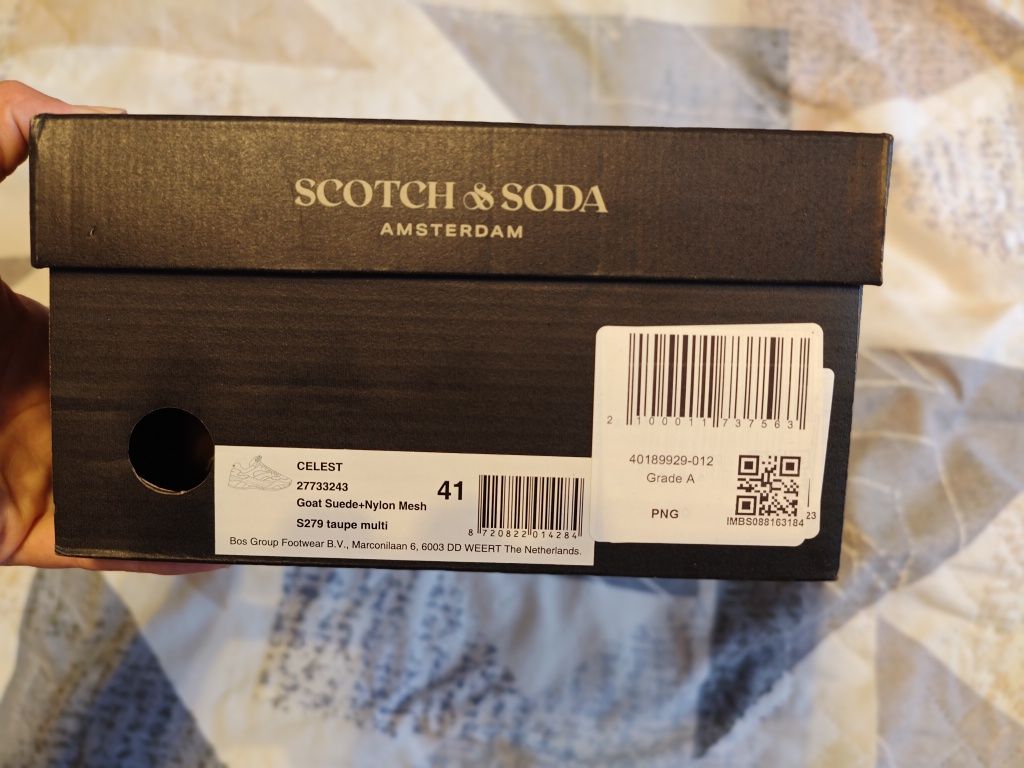 SCOTCH & SODA
AMSTERDAM
CELEST
27733243
Goat Suede+Nylon Mesh
S279 taupe multi
41
8 720822 014284
Bos Group Footwear B.V., Marconilaan 6, 6003 DD WEERT The Netherlands.
2 100011 737563
40189929-012
Grade A
PNG
IMBS088163184
23